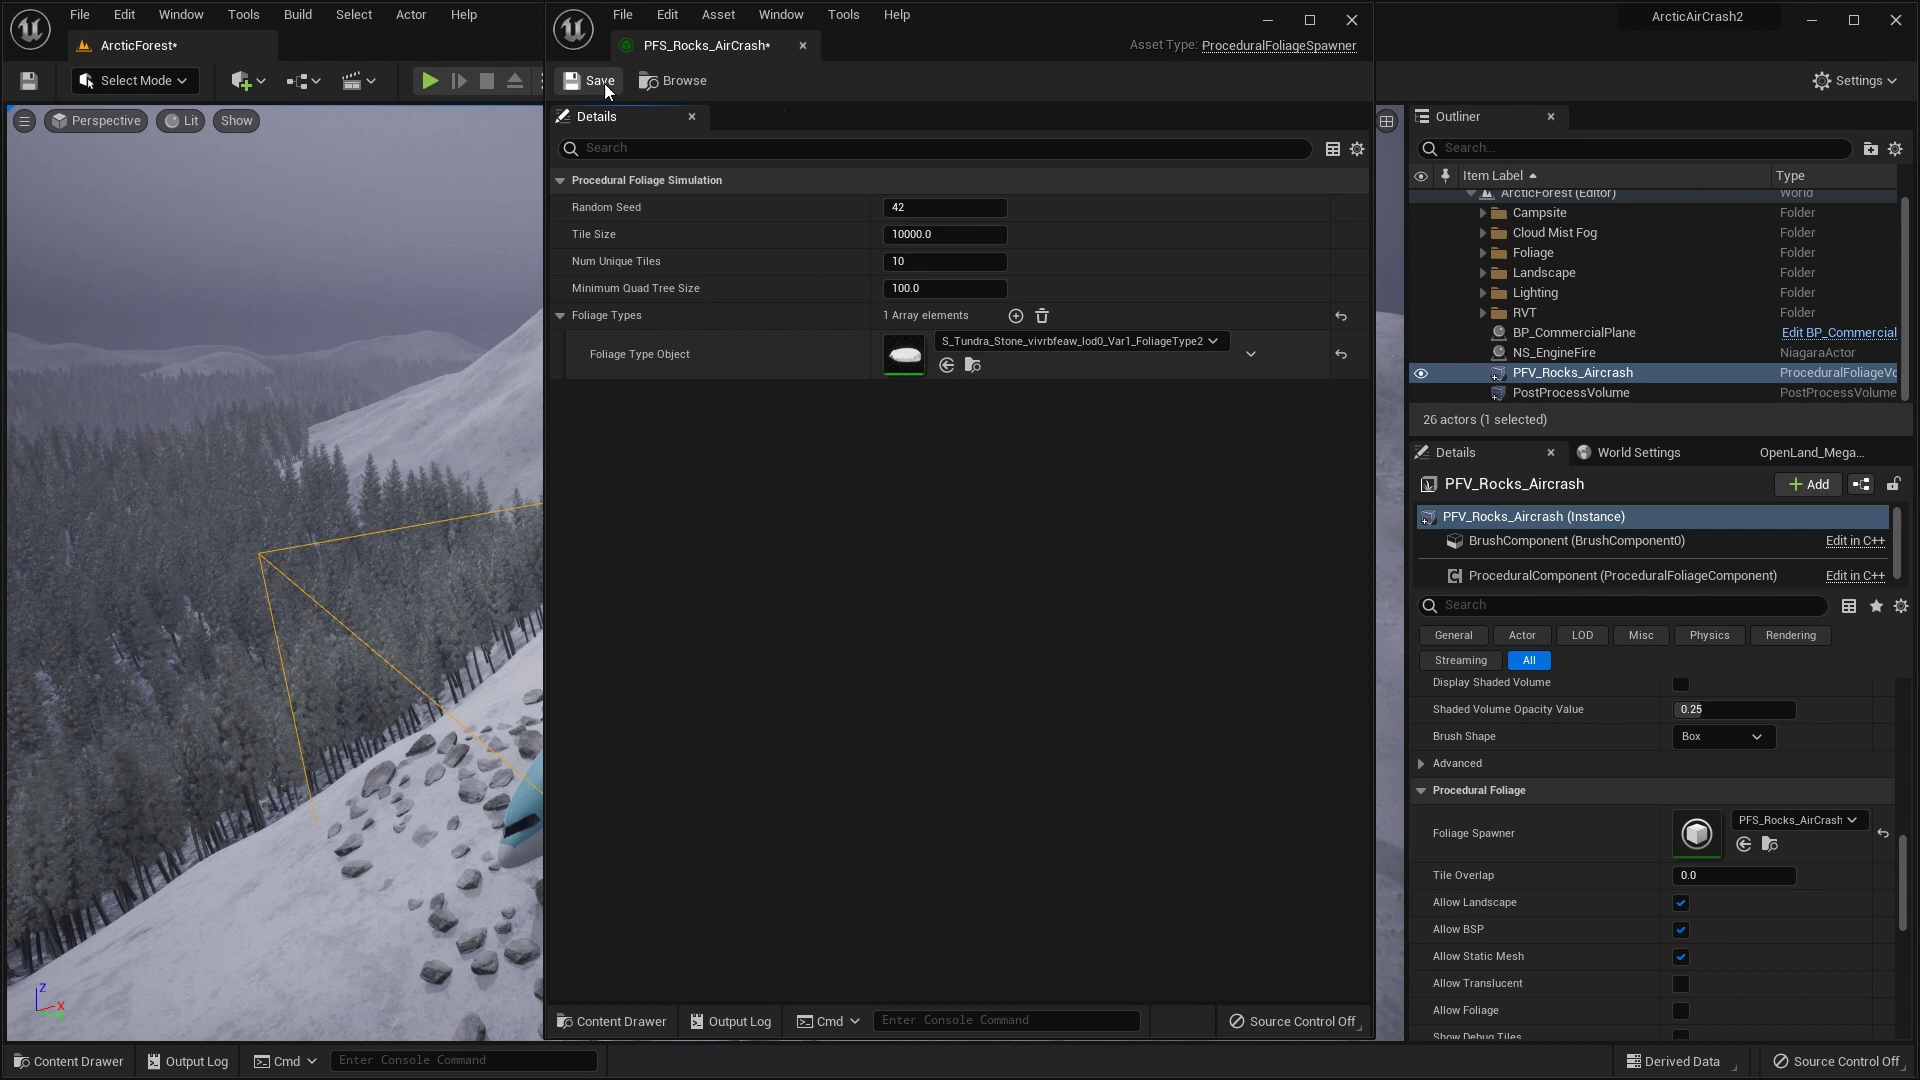 File Edit Window Tools Build Select Actor Help
ArcticForest*
Select Mode
Perspective Lit Show
File Edit Asset Window Tools Help
PFS_Rocks_AirCrash*
Asset Type: ProceduralFoliageSpawner
Save Browse
Details
Search
Procedural Foliage Simulation
Random Seed 42
Tile Size 10000.0
Num Unique Tiles 10
Minimum Quad Tree Size 100.0
Foliage Types 1 Array elements
Foliage Type Object S_Tundra_Stone_vivrbfeaw_lod0_Var1_FoliageType2
Content Drawer Output Log Cmd Enter Console Command Source Control Off
ArcticAirCrash2
Settings
Outliner
Search...
Item Label Type
ArcticForest (Editor) World
Campsite Folder
Cloud Mist Fog Folder
Foliage Folder
Landscape Folder
Lighting Folder
RVT Folder
BP_CommercialPlane Edit BP_Commercial
NS_EngineFire NiagaraActor
PFV_Rocks_Aircrash ProceduralFoliageVo
PostProcessVolume PostProcessVolume
26 actors (1 selected)
Details World Settings OpenLand_Mega...
PFV_Rocks_Aircrash Add
PFV_Rocks_Aircrash (Instance)
BrushComponent (BrushComponent0) Edit in C++
ProceduralComponent (ProceduralFoliageComponent) Edit in C++
Search
General Actor LOD Misc Physics Rendering
Streaming All
Display Shaded Volume
Shaded Volume Opacity Value 0.25
Brush Shape Box
Advanced
Procedural Foliage
Foliage Spawner PFS_Rocks_AirCrash
Tile Overlap 0.0
Allow Landscape
Allow BSP
Allow Static Mesh
Allow Translucent
Allow Foliage
Show Debug Tiles
Z
X
Content Drawer Output Log Cmd Enter Console Command Derived Data Source Control Off